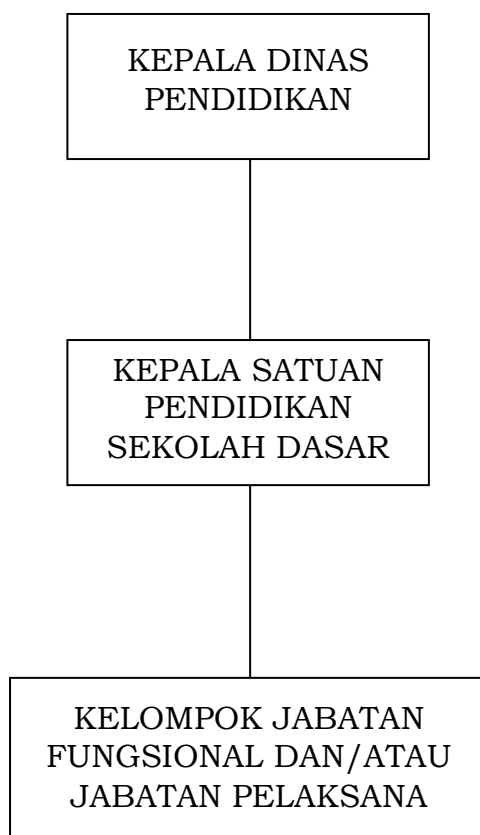 KEPALA DINAS
PENDIDIKAN
KEPALA SATUAN
PENDIDIKAN
SEKOLAH DASAR
KELOMPOK JABATAN
FUNGSIONAL DAN/ATAU
JABATAN PELAKSANA